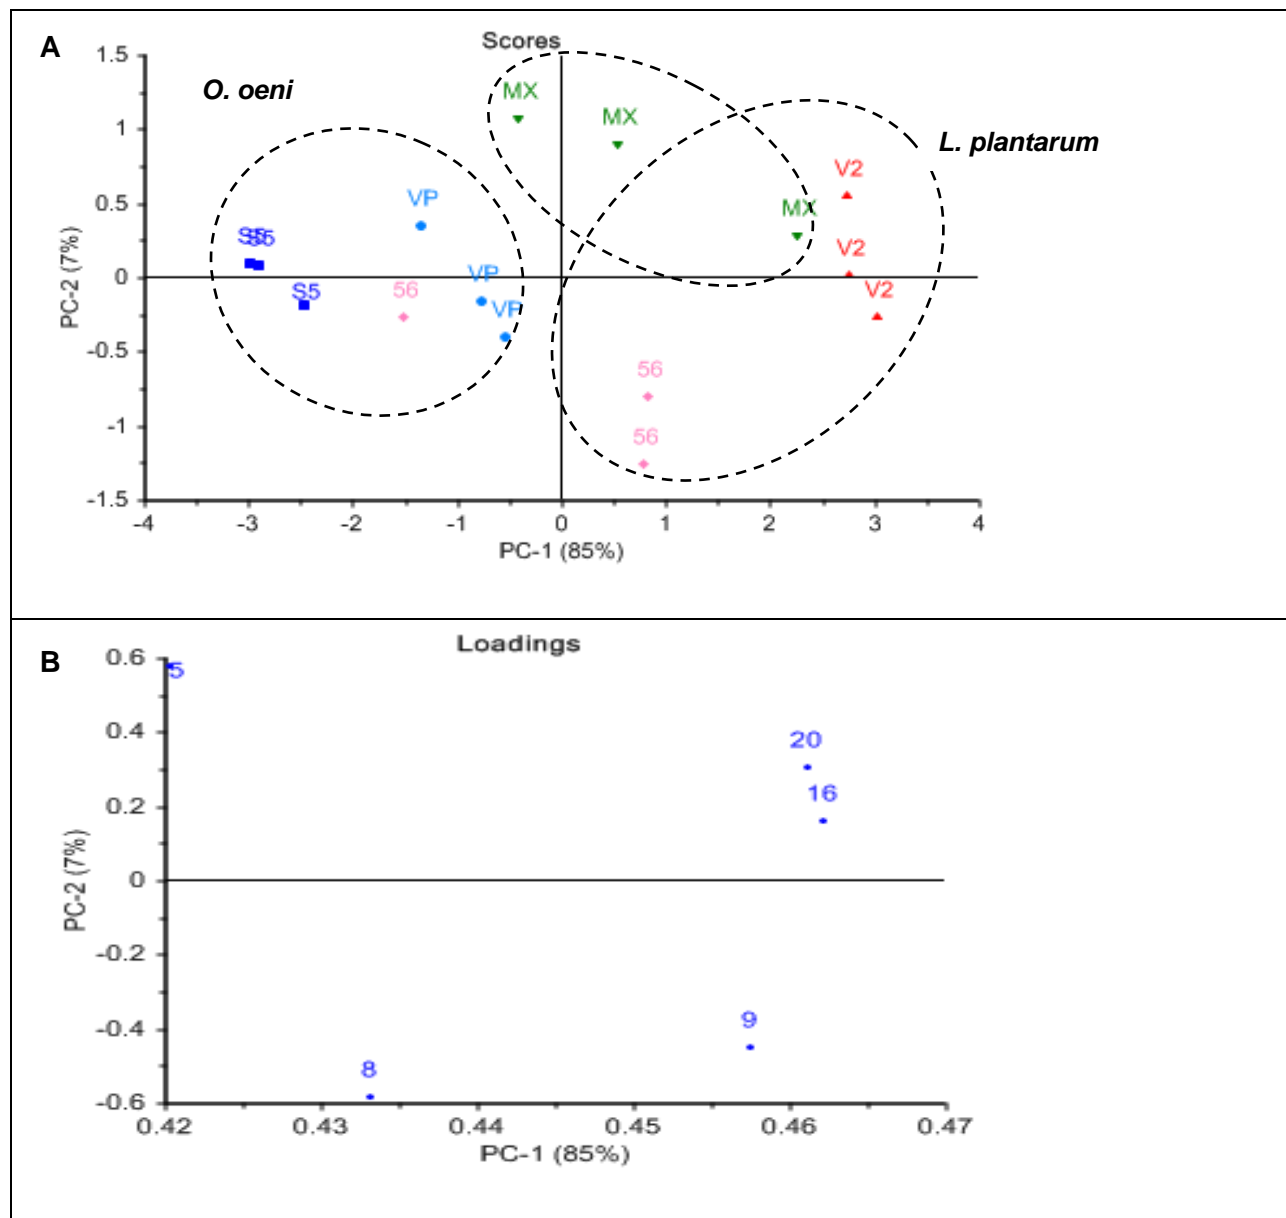 A
Scores
1.5
O. oeni
MX
MX
1
L. plantarum
V2
VP
0.5
MX
S5 S5
V2
PC-2 (7%)
0
VP
S5
56
V2
VP
-0.5
56
-1
56
-1.5
-4 -3 -2 -1 0 1 2 3 4
PC-1 (85%)
B
Loadings
0.6
5
0.4
20
16
0.2
PC-2 (7%)
0
-0.2
9
-0.4
8
-0.6
0.42 0.43 0.44 0.45 0.46 0.47
PC-1 (85%)